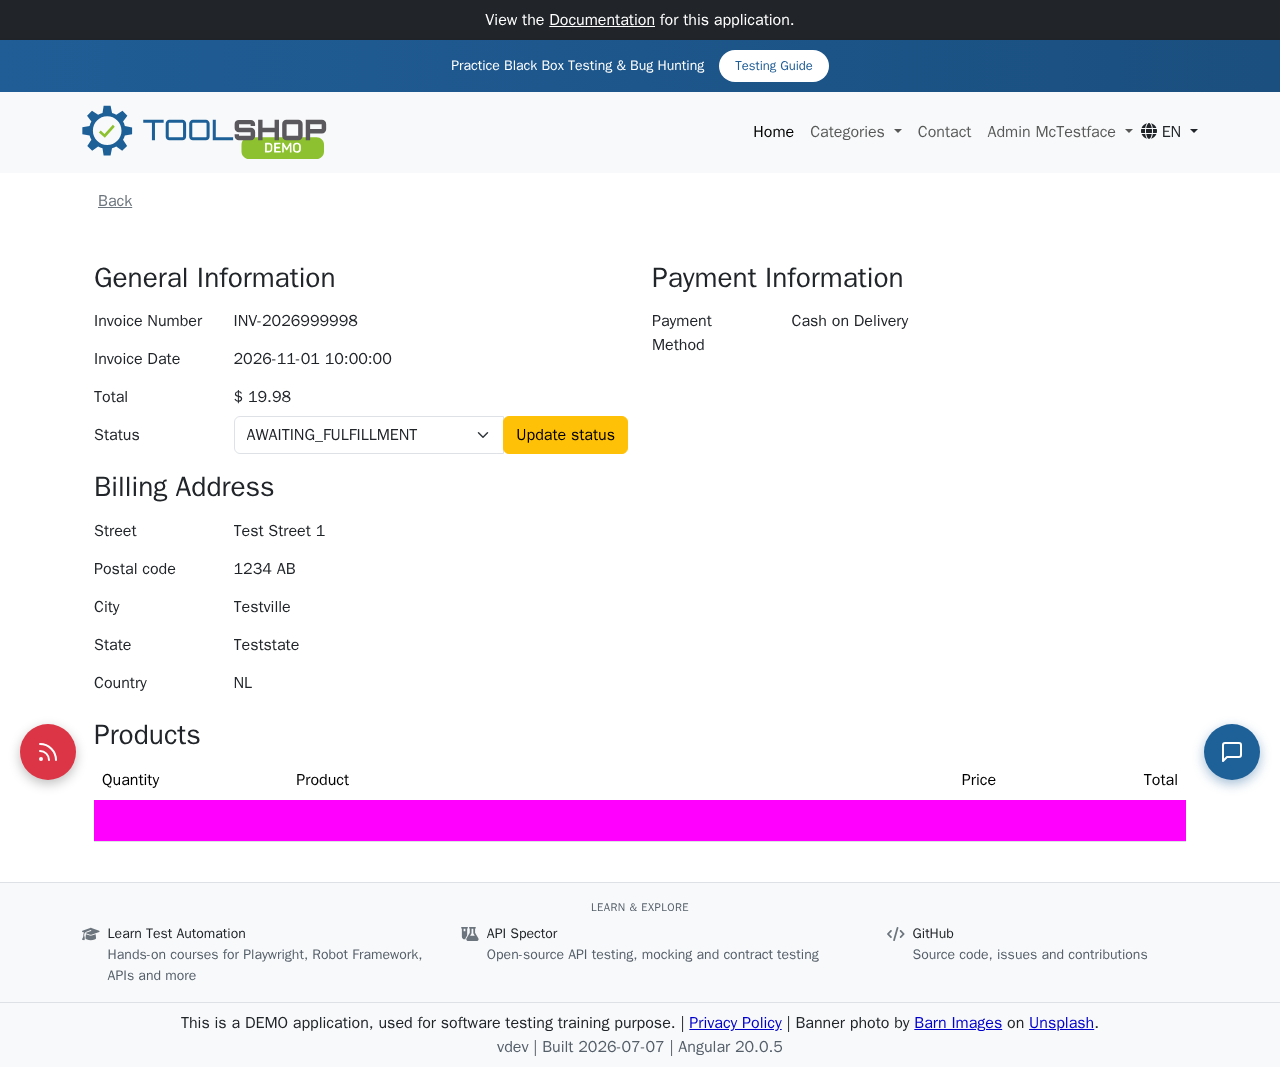 View the Documentation for this application.
Practice Black Box Testing & Bug Hunting Testing Guide
TOOLSHOP DEMO Home Categories Contact Admin McTestface EN
Back
General Information
Invoice Number INV-2026999998
Invoice Date 2026-11-01 10:00:00
Total $ 19.98
Status AWAITING_FULFILLMENT Update status
Payment Information
Payment Method Cash on Delivery
Billing Address
Street Test Street 1
Postal code 1234 AB
City Testville
State Teststate
Country NL
Products
Quantity Product Price Total
LEARN & EXPLORE
Learn Test Automation
Hands-on courses for Playwright, Robot Framework,
APIs and more
API Spector
Open-source API testing, mocking and contract testing
GitHub
Source code, issues and contributions
This is a DEMO application, used for software testing training purpose. | Privacy Policy | Banner photo by Barn Images on Unsplash.
vdev | Built 2026-07-07 | Angular 20.0.5